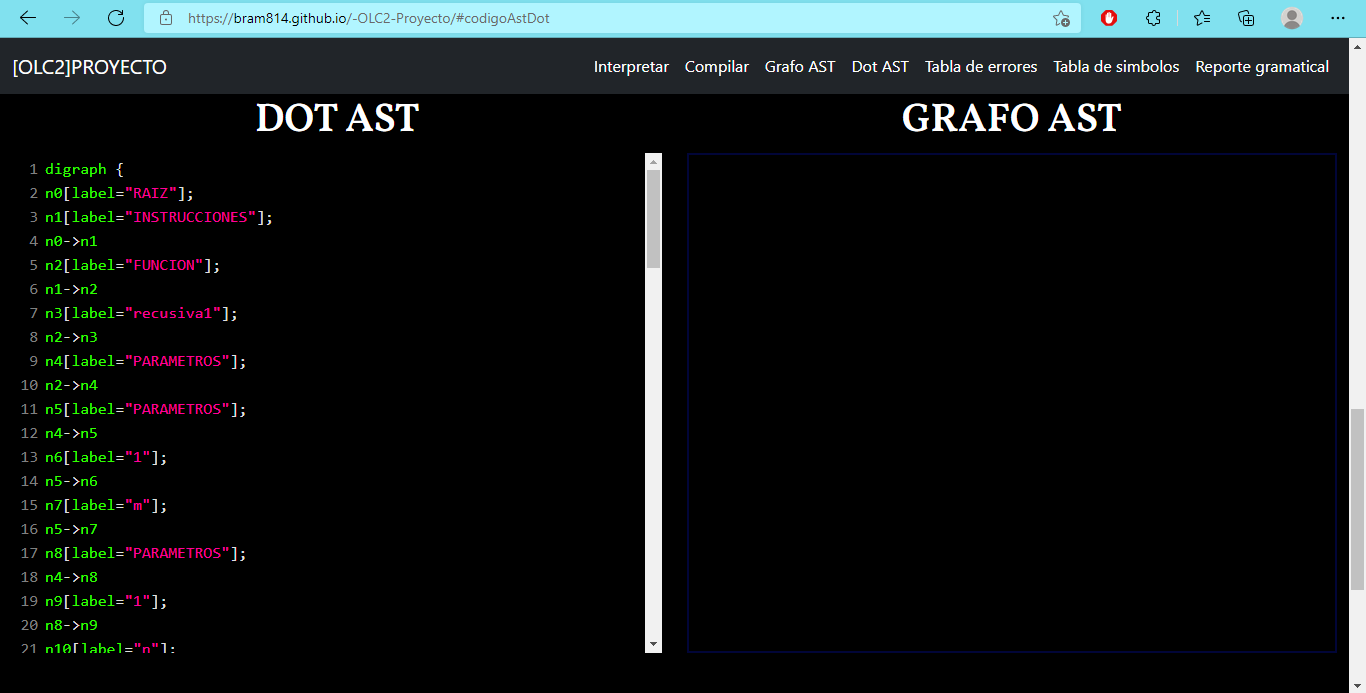 https://bram814.github.io/-OLC2-Proyecto/#codigoAstDot
[OLC2]PROYECTO Interpretar Compilar Grafo AST Dot AST Tabla de errores Tabla de simbolos Reporte gramatical
DOT AST
1 digraph {
2 n0[label="RAIZ"];
3 n1[label="INSTRUCCIONES"];
4 n0->n1
5 n2[label="FUNCION"];
6 n1->n2
7 n3[label="recusiva1"];
8 n2->n3
9 n4[label="PARAMETROS"];
10 n2->n4
11 n5[label="PARAMETROS"];
12 n4->n5
13 n6[label="1"];
14 n5->n6
15 n7[label="m"];
16 n5->n7
17 n8[label="PARAMETROS"];
18 n4->n8
19 n9[label="1"];
20 n8->n9
21 n10[label="n"];
GRAFO AST